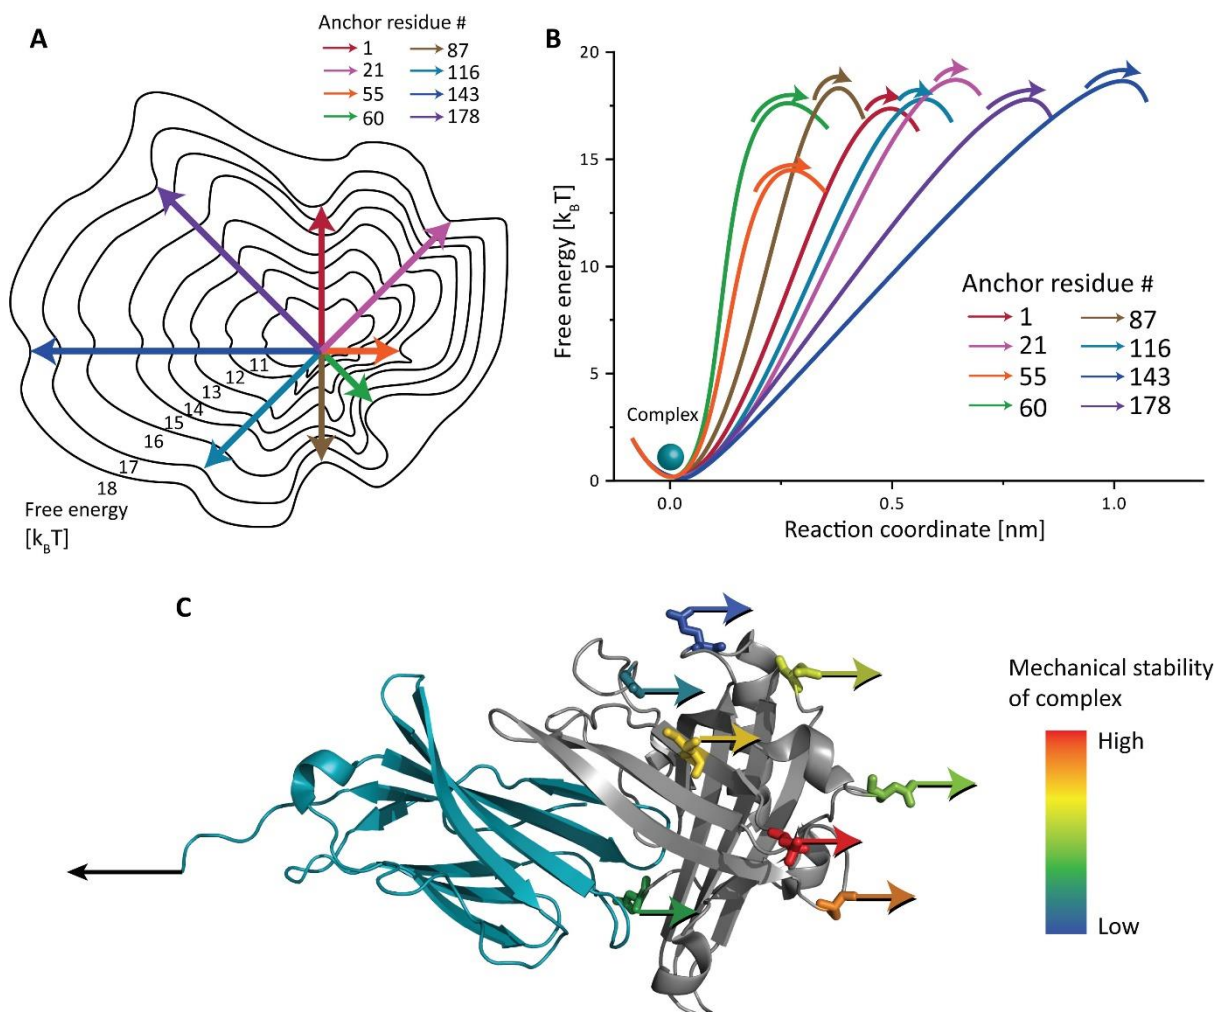 A
Anchor residue #
1
87
21
116
55
143
60
178
11
12
13
14
15
16
17
18
Free energy
[kBT]
B
20
15
10
5
0
Free energy [kBT]
Complex
Anchor residue #
1
87
21
116
55
143
60
178
0.0
0.5
1.0
Reaction coordinate [nm]
C
Mechanical stability
of complex
High
Low